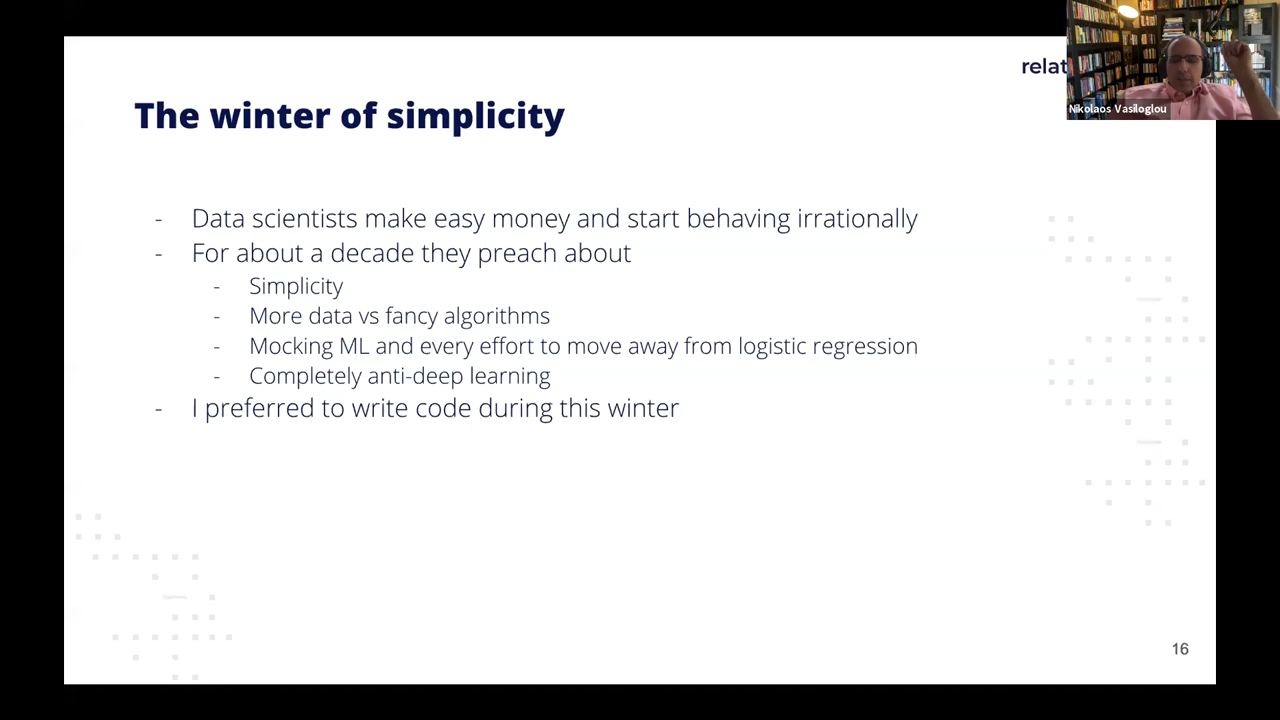 relat
Nikolaos Vasiloglou
The winter of simplicity
- Data scientists make easy money and start behaving irrationally
- For about a decade they preach about
- Simplicity
- More data vs fancy algorithms
- Mocking ML and every effort to move away from logistic regression
- Completely anti-deep learning
- I preferred to write code during this winter
16